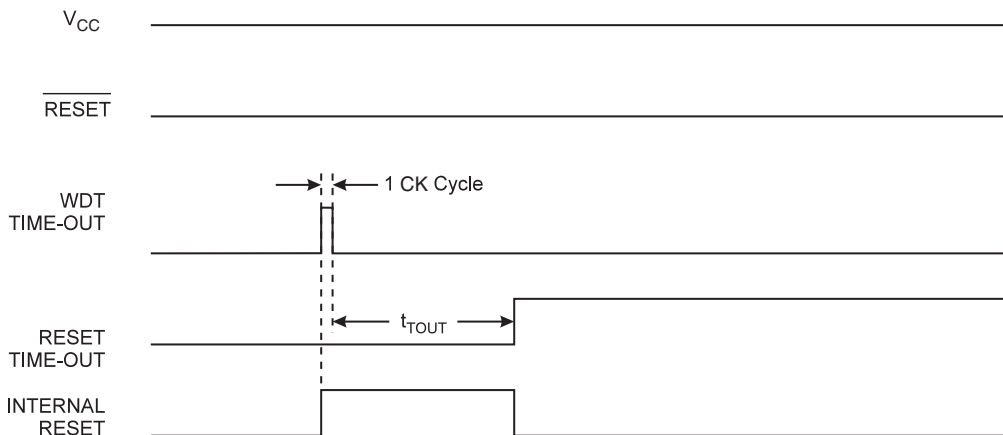 VCC
RESET
1 CK Cycle
WDT
TIME-OUT
tTOUT
RESET
TIME-OUT
INTERNAL
RESET